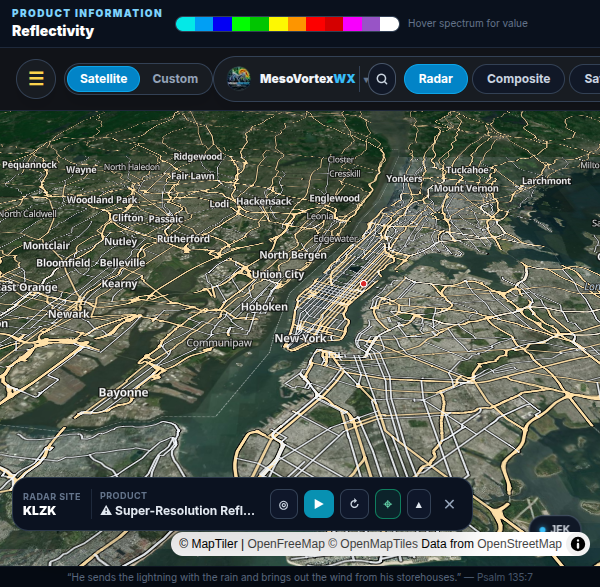 PRODUCT INFORMATION
Reflectivity
Hover spectrum for value
Satellite
Custom
MesoVortexWX
Radar
Composite
Sa
Closter
Ridgewood
Pequannock
Wayne
North Haledon
Cresskill
Tuckahoe
Fair Lawn
Yonkers
Larchmont
Mount Vernon
Woodland Park
Lodi
Hackensack
Englewood
North Caldwell
Clifton
Passaic
Leonia
Montclair
Nutley
Rutherford
Edgewater
North Bergen
Bloomfield
Belleville
Union City
East Orange
Kearny
Newark
Hoboken
Communipaw
New York
Bayonne
RADAR SITE
KLZK
PRODUCT
⚠ Super-Resolution Refl...
JFK
© MapTiler | OpenFreeMap © OpenMapTiles Data from OpenStreetMap
"He sends the lightning with the rain and brings out the wind from his storehouses." — Psalm 135:7